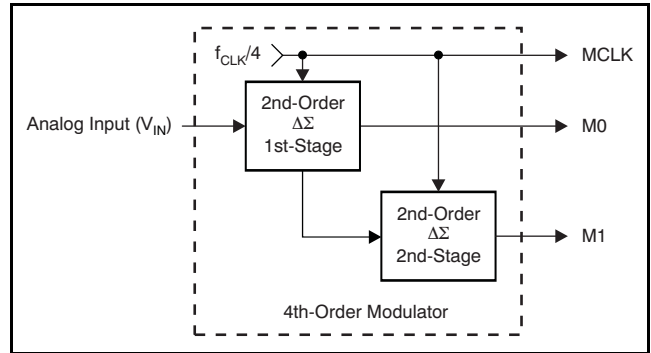 f_CLK/4
MCLK
Analog Input (V_IN)
2nd-Order
ΔΣ
1st-Stage
M0
2nd-Order
ΔΣ
2nd-Stage
M1
4th-Order Modulator